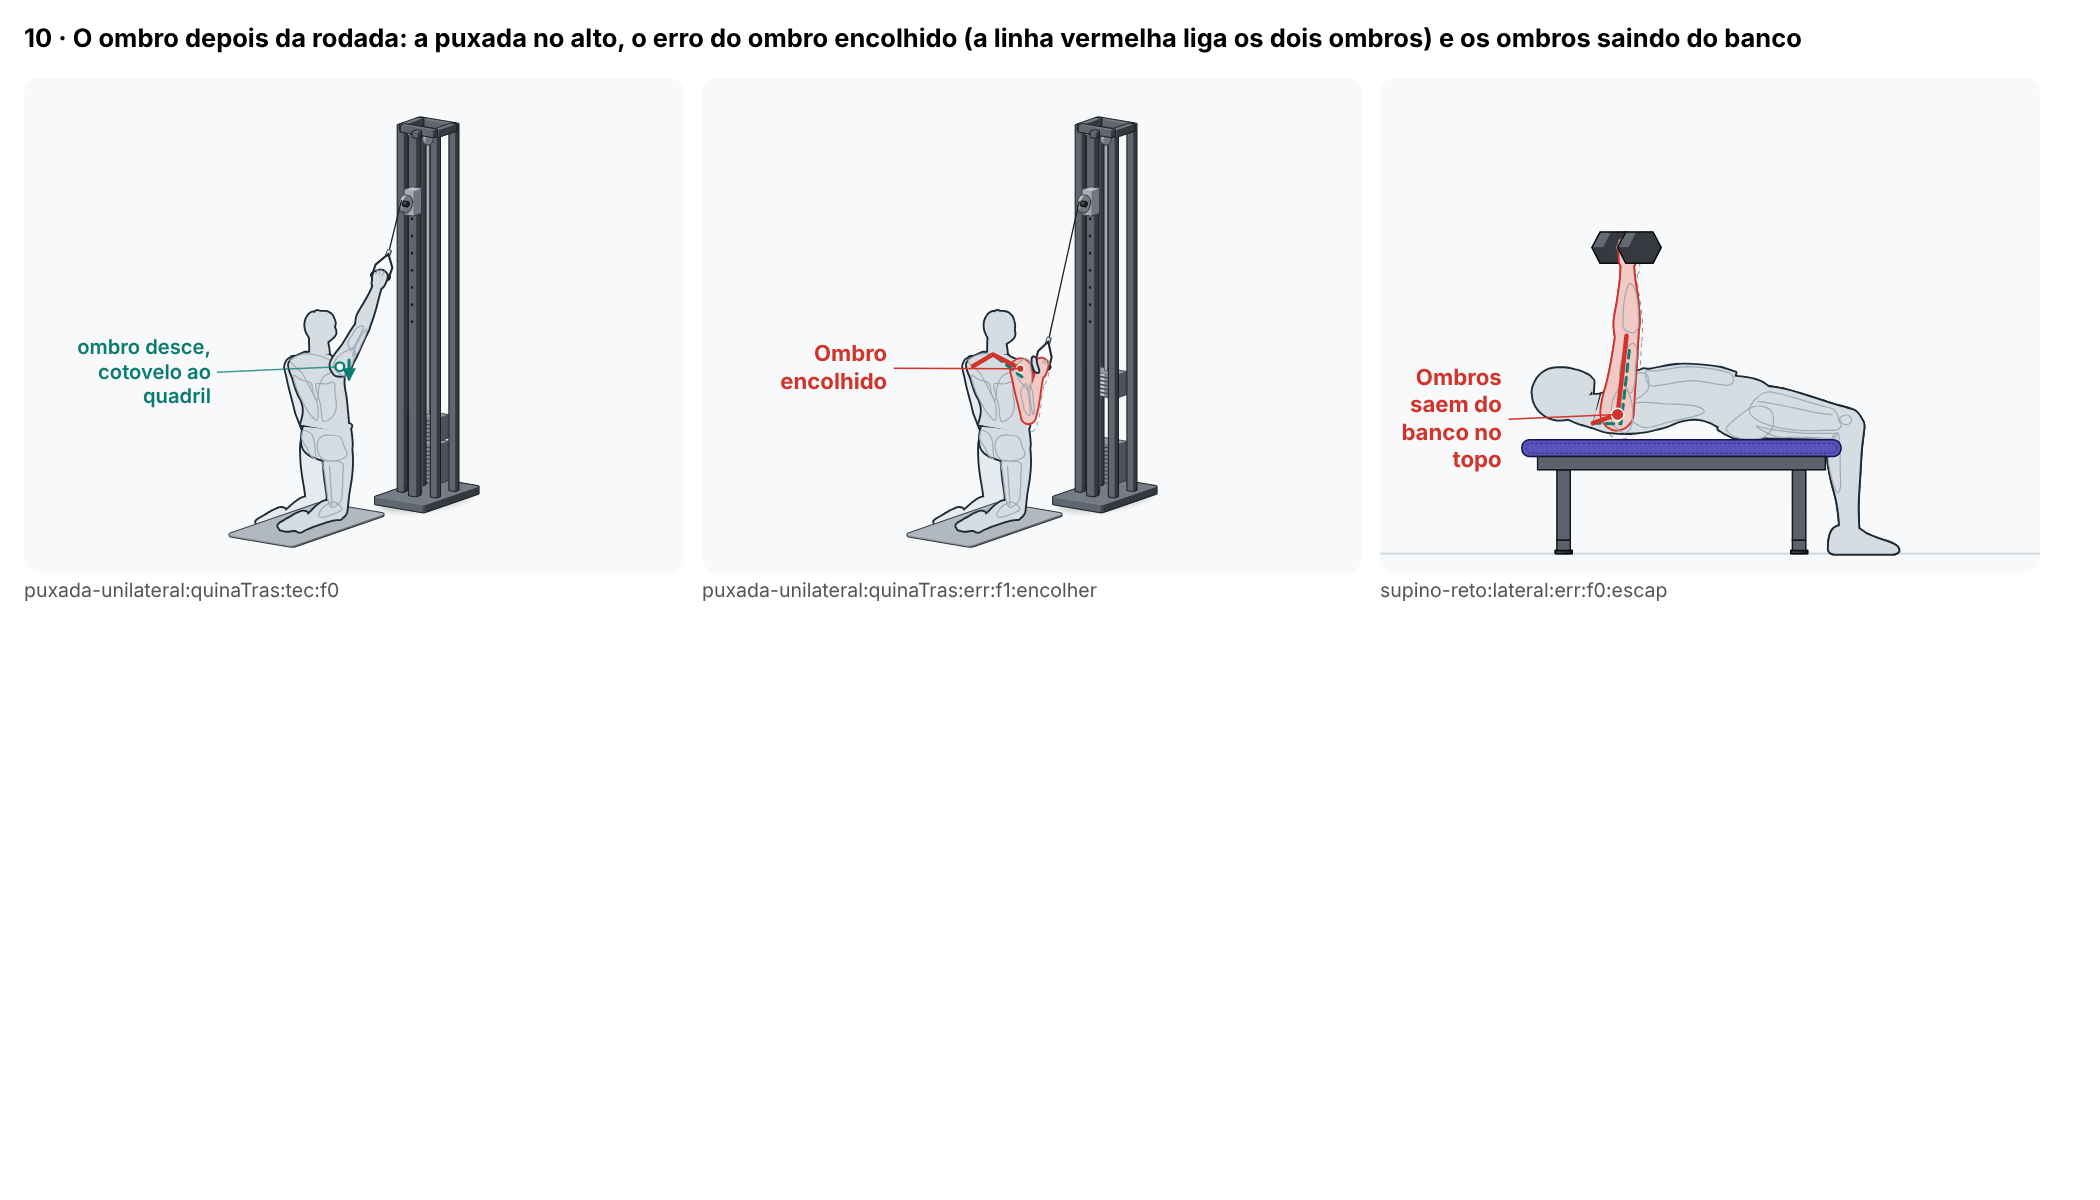 10 · O ombro depois da rodada: a puxada no alto, o erro do ombro encolhido (a linha vermelha liga os dois ombros) e os ombros saindo do banco
ombro desce,
cotovelo ao
quadril
puxada-unilateral:quinaTras:tec:f0
Ombro
encolhido
puxada-unilateral:quinaTras:err:f1:encolher
Ombros
saem do
banco no
topo
supino-reto:lateral:err:f0:escap